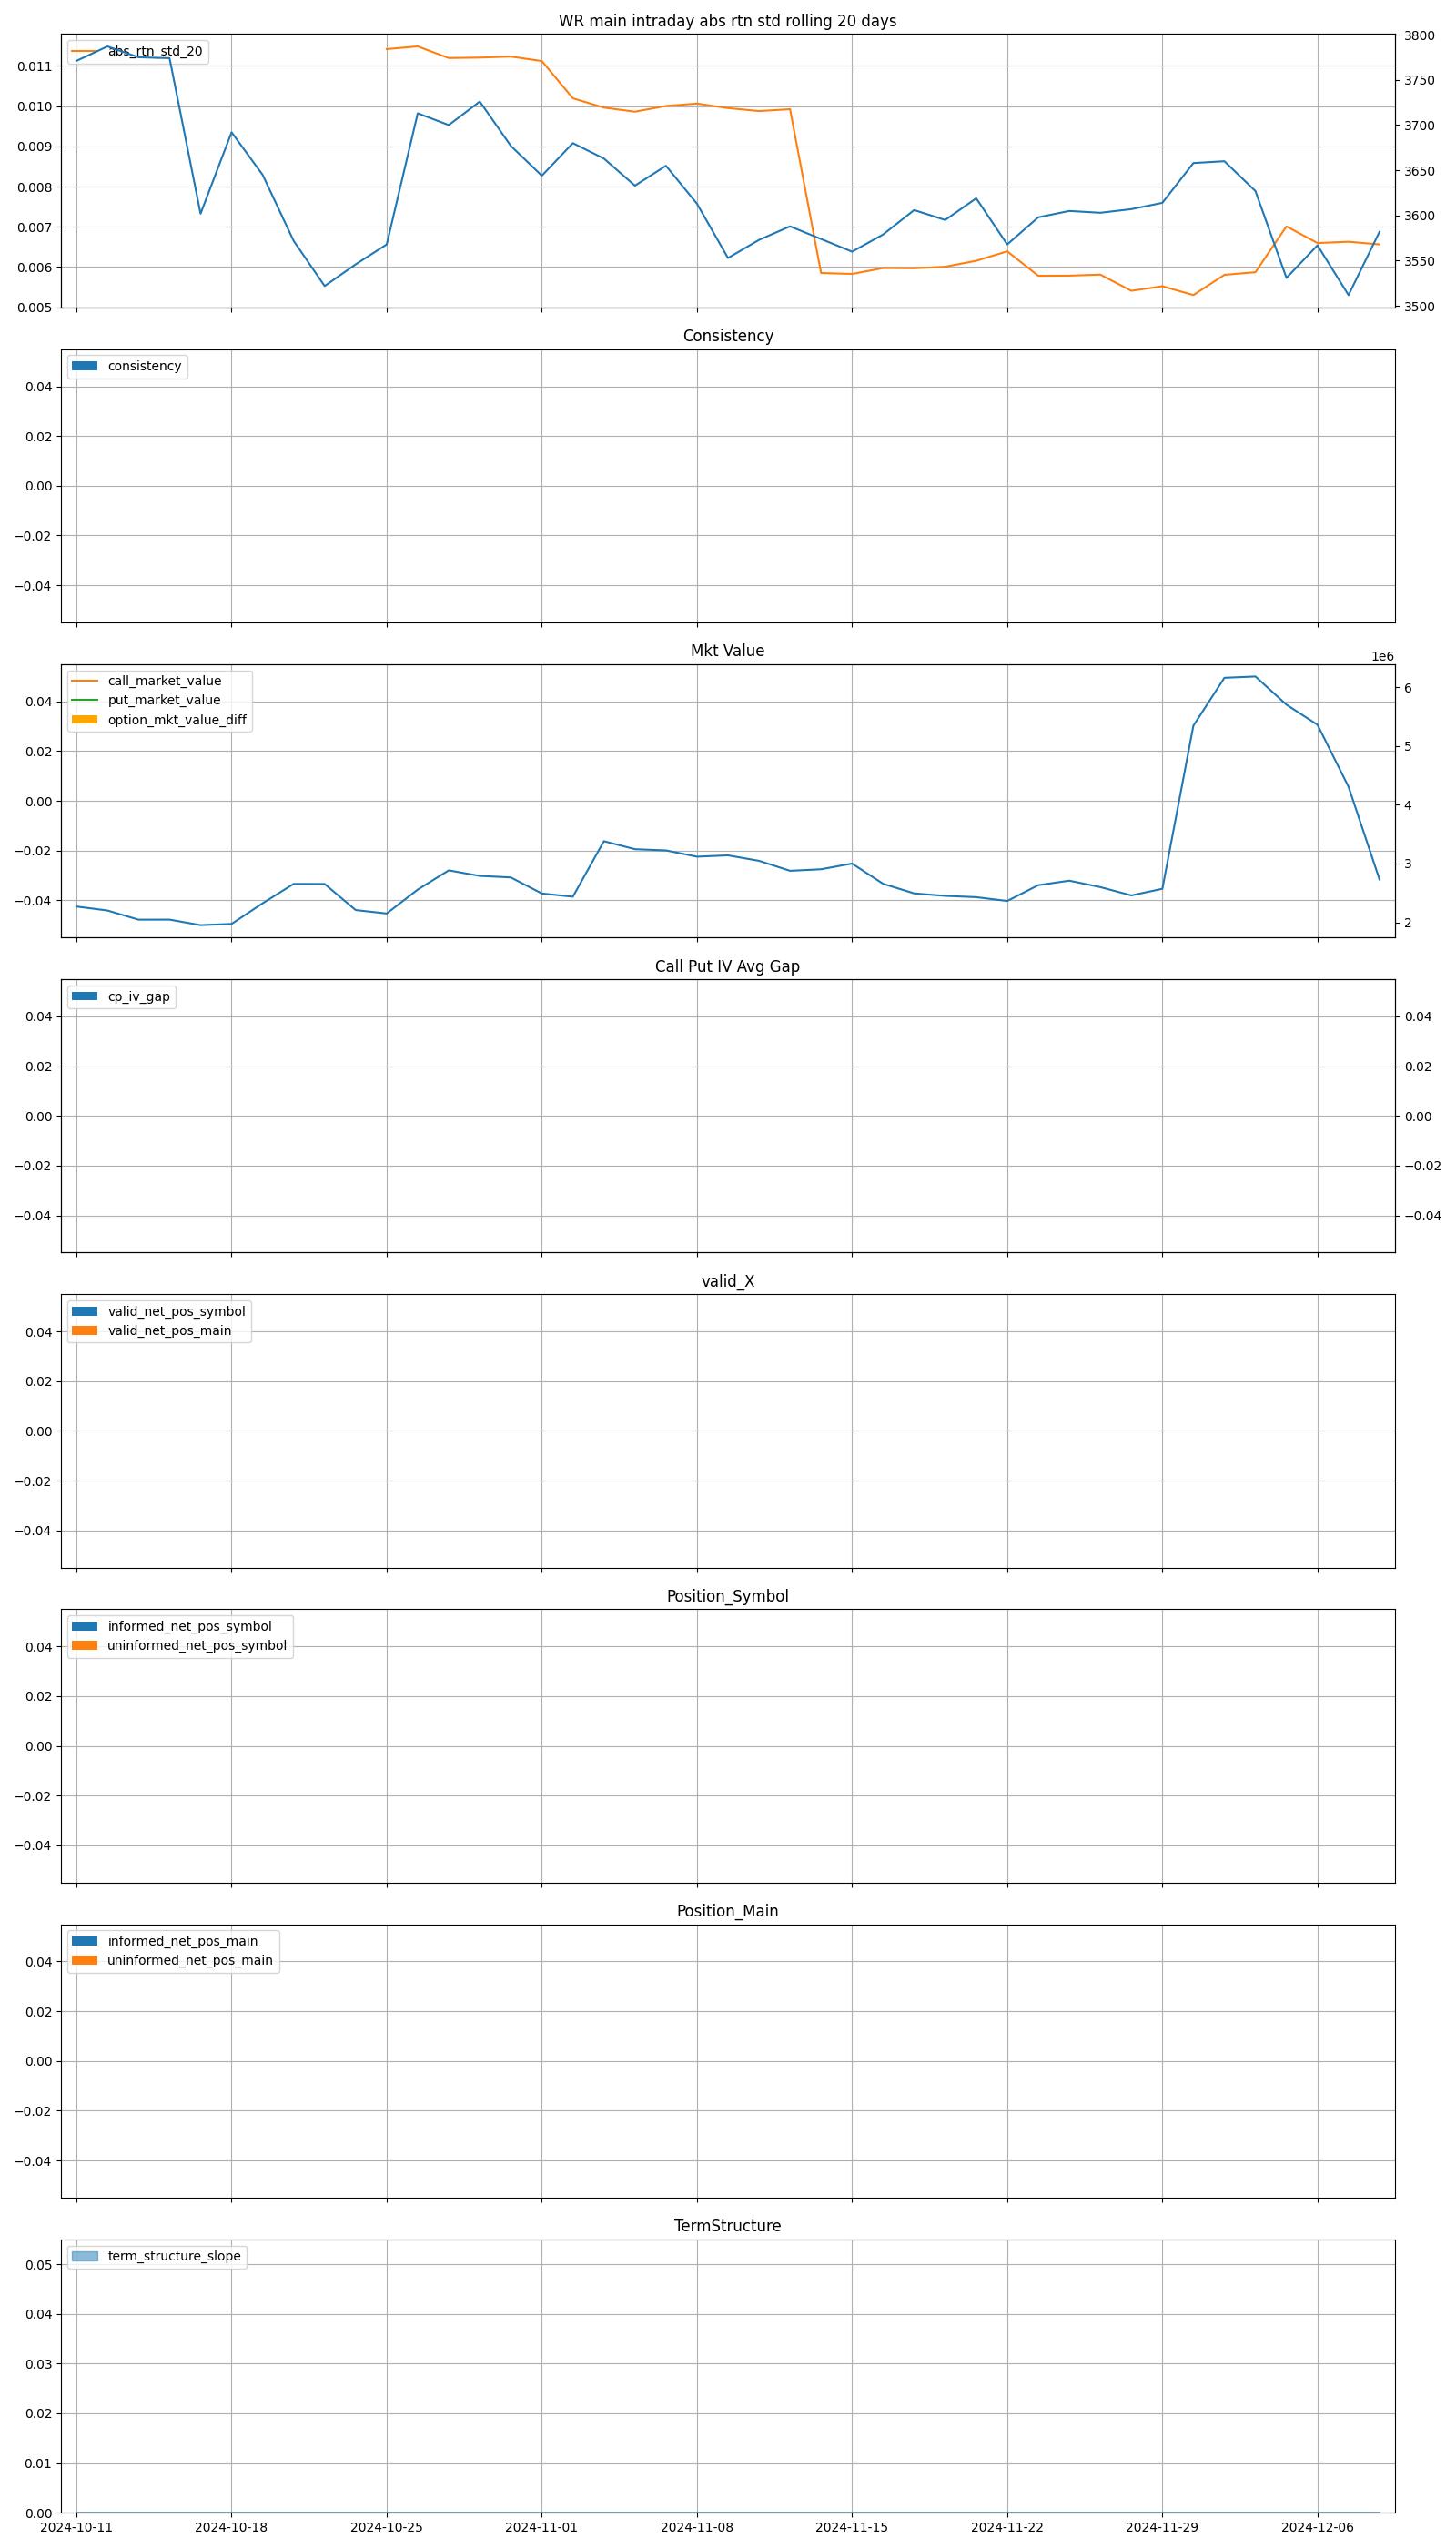 WR main intraday abs rtn std rolling 20 days
abs_rtn_std_20
0.011
0.010
0.009
0.008
0.007
0.006
0.005
3800
3750
3700
3650
3600
3550
3500
Consistency
consistency
0.04
0.02
0.00
−0.02
−0.04
Mkt Value
1e6
call_market_value
put_market_value
option_mkt_value_diff
0.04
0.02
0.00
−0.02
−0.04
6
5
4
3
2
Call Put IV Avg Gap
cp_iv_gap
0.04
0.02
0.00
−0.02
−0.04
0.04
0.02
0.00
−0.02
−0.04
valid_X
valid_net_pos_symbol
valid_net_pos_main
0.04
0.02
0.00
−0.02
−0.04
Position_Symbol
informed_net_pos_symbol
uninformed_net_pos_symbol
0.04
0.02
0.00
−0.02
−0.04
Position_Main
informed_net_pos_main
uninformed_net_pos_main
0.04
0.02
0.00
−0.02
−0.04
TermStructure
term_structure_slope
0.05
0.04
0.03
0.02
0.01
0.00
2024-10-11 2024-10-18 2024-10-25 2024-11-01 2024-11-08 2024-11-15 2024-11-22 2024-11-29 2024-12-06